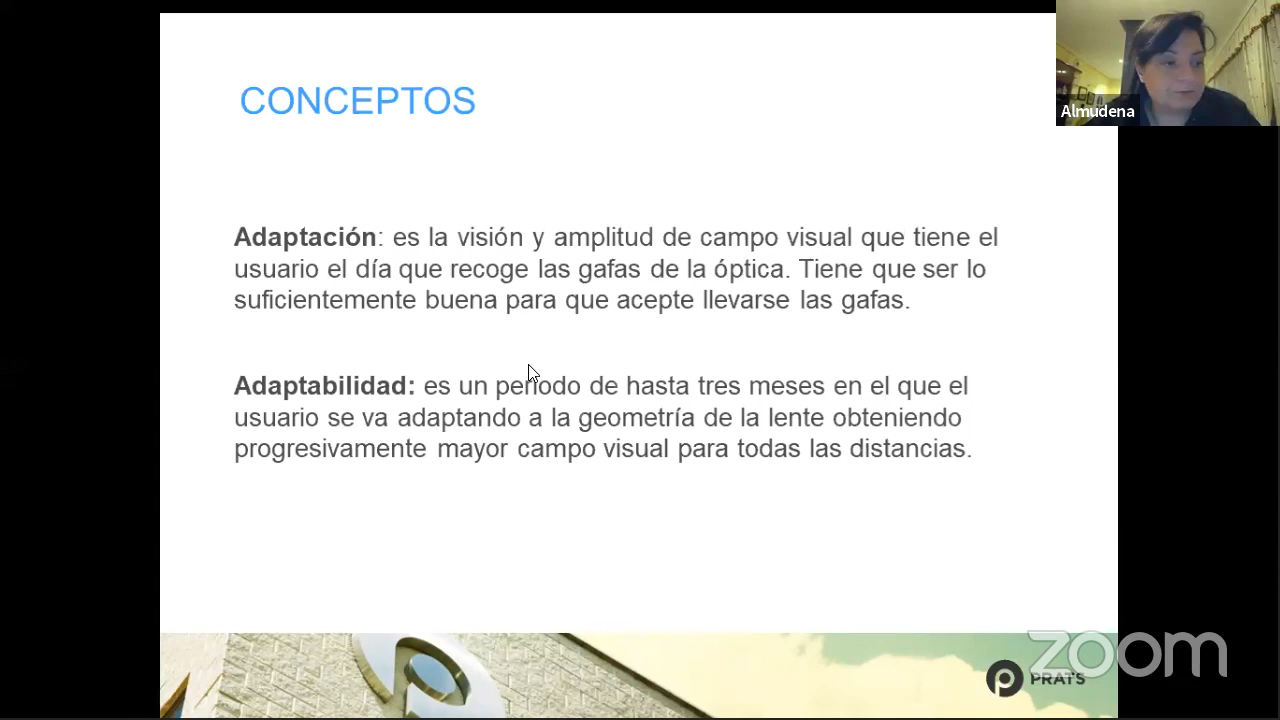 CONCEPTOS
Almudena
Adaptación: es la visión y amplitud de campo visual que tiene el
usuario el día que recoge las gafas de la óptica. Tiene que ser lo
suficientemente buena para que acepte llevarse las gafas.
Adaptabilidad: es un periodo de hasta tres meses en el que el
usuario se va adaptando a la geometría de la lente obteniendo
progresivamente mayor campo visual para todas las distancias.
zoom
PRATS